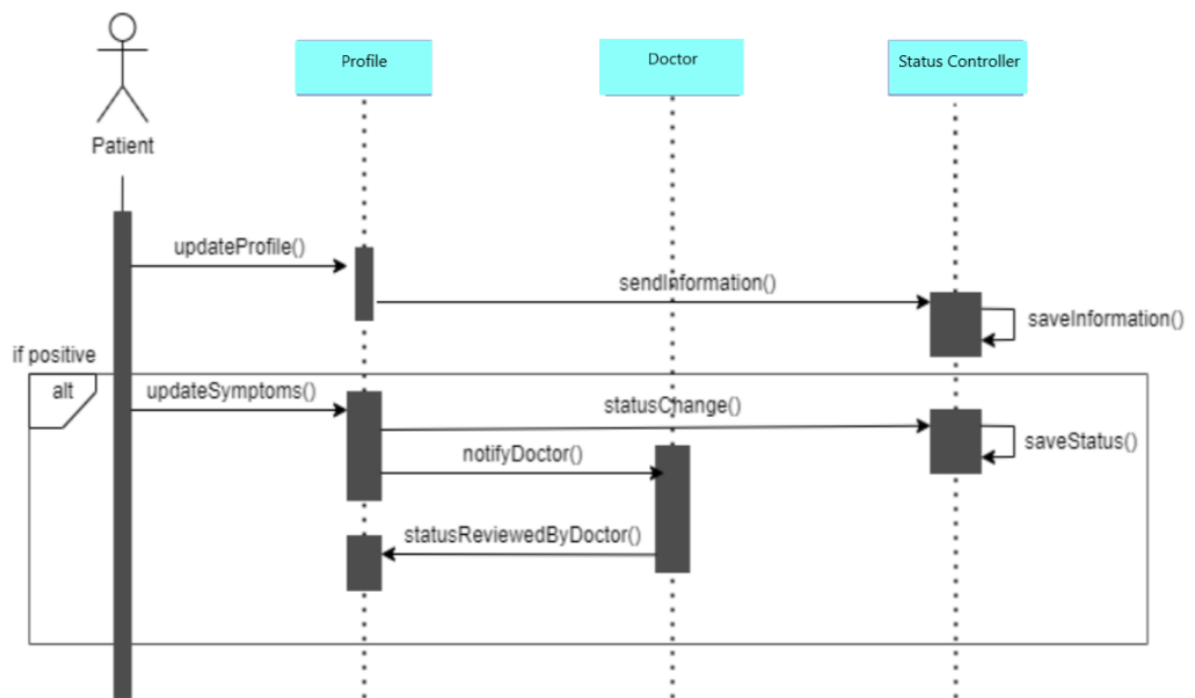 Profile
Doctor
Status Controller
Patient
updateProfile()
sendInformation()
saveInformation()
if positive
alt
updateSymptoms()
statusChange()
saveStatus()
notifyDoctor()
statusReviewedByDoctor()